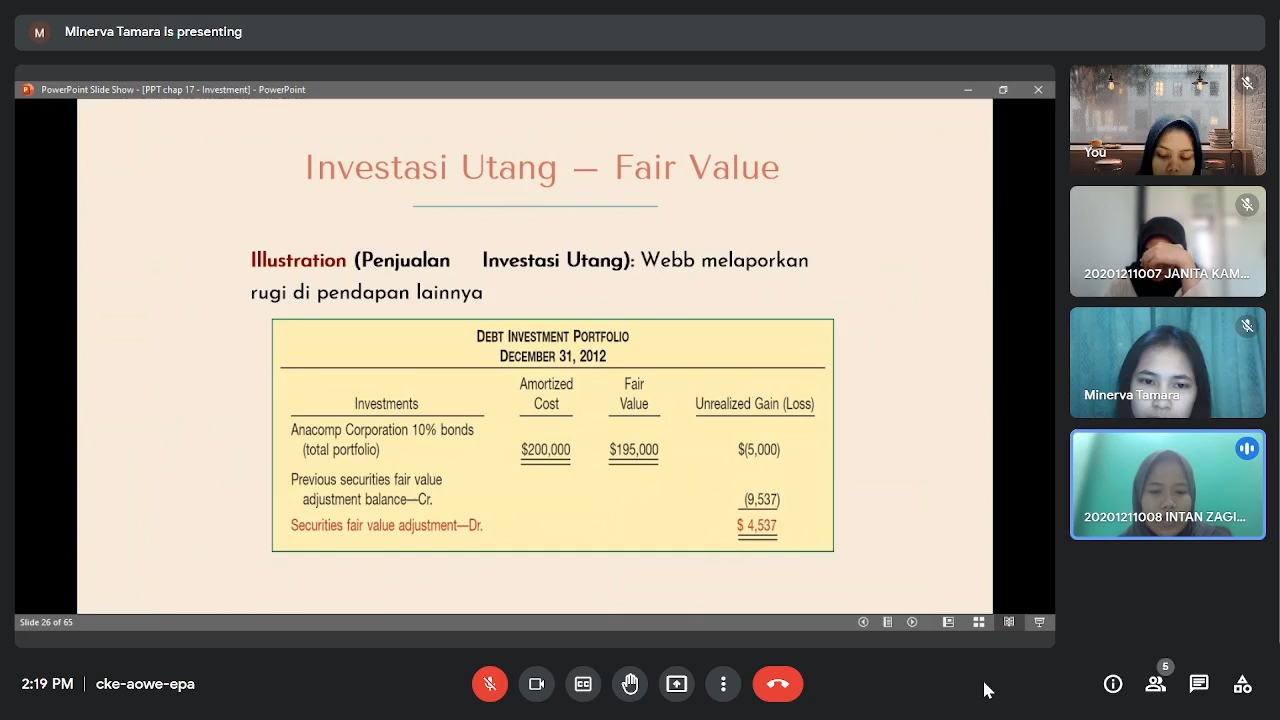 M Minerva Tamara is presenting
PowerPoint Slide Show - [PPT chap 17 - Investment] - PowerPoint
Investasi Utang – Fair Value
Illustration (Penjualan Investasi Utang): Webb melaporkan
rugi di pendapan lainnya
DEBT INVESTMENT PORTFOLIO
DECEMBER 31, 2012
Amortized Fair
Investments Cost Value Unrealized Gain (Loss)
Anacomp Corporation 10% bonds
(total portfolio) $200,000 $195,000 $(5,000)
Previous securities fair value
adjustment balance—Cr. (9,537)
Securities fair value adjustment—Dr. $ 4,537
Slide 26 of 65
You
20201211007 JANITA KAM...
Minerva Tamara
20201211008 INTAN ZAGI...
2:19 PM | cke-aowe-epa
CC
5